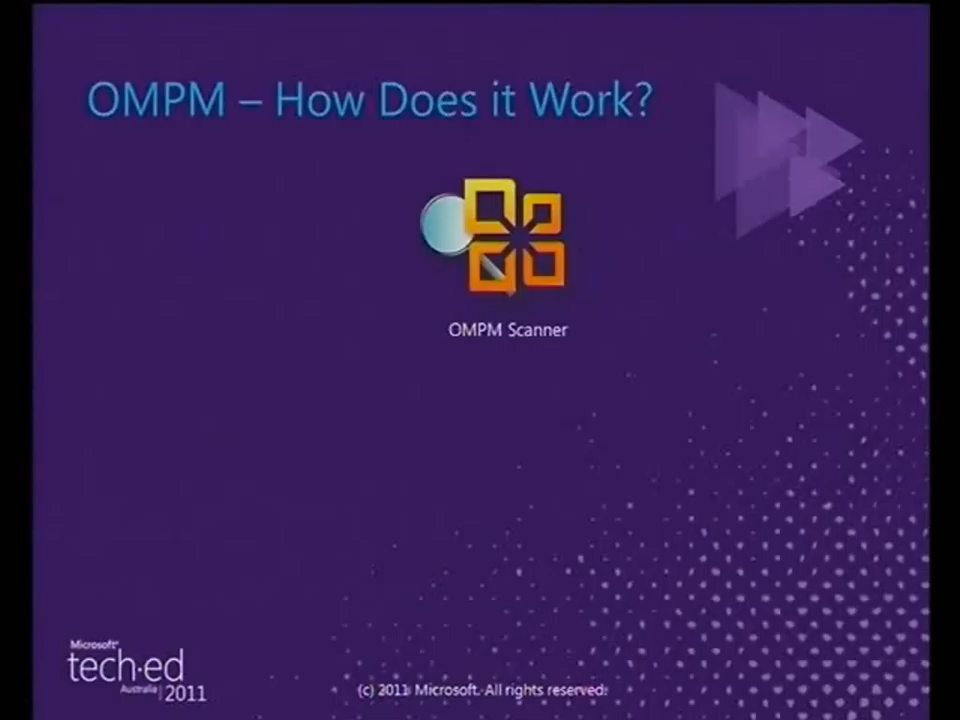 OMPM – How Does it Work?
OMPM Scanner
Microsoft®
tech·ed
Australia | 2011
(c) 2011 Microsoft. All rights reserved.